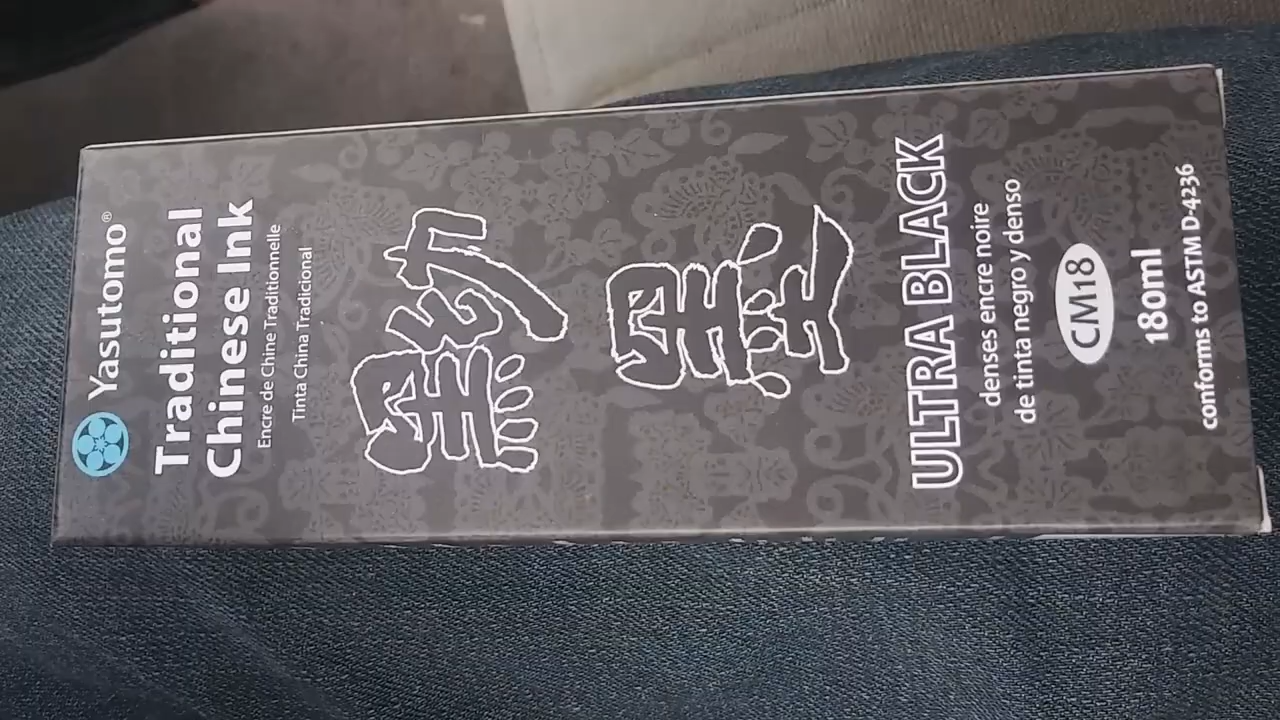 Yasutomo®
Traditional
Chinese Ink
Encre de Chine Traditionnelle
Tinta China Tradicional
墨
ULTRA BLACK
denses encre noire
de tinta negro y denso
CM18
180ml
conforms to ASTM D-4236